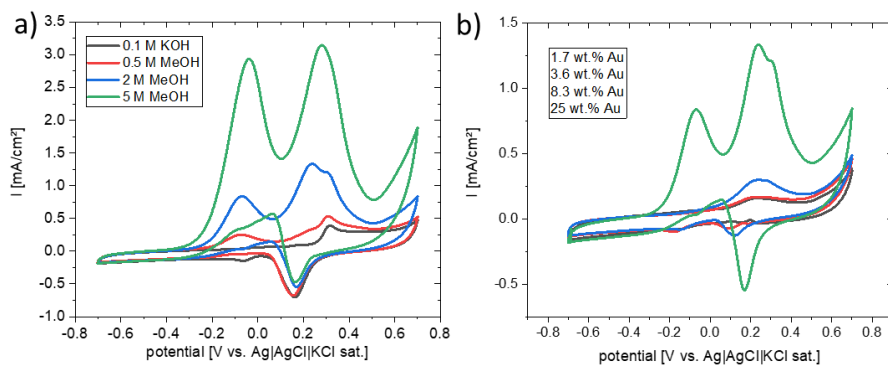 a)
3.5
3.0
2.5
2.0
1.5
1.0
0.5
0.0
-0.5
-1.0
I [mA/cm²]
0.1 M KOH
0.5 M MeOH
2 M MeOH
5 M MeOH
-0.8 -0.6 -0.4 -0.2 0.0 0.2 0.4 0.6 0.8
potential [V vs. Ag|AgCl|KCl sat.]
b)
1.5
1.0
0.5
0.0
-0.5
I [mA/cm²]
1.7 wt.% Au
3.6 wt.% Au
8.3 wt.% Au
25 wt.% Au
-0.8 -0.6 -0.4 -0.2 0.0 0.2 0.4 0.6 0.8
potential [V vs. Ag|AgCl|KCl sat.]